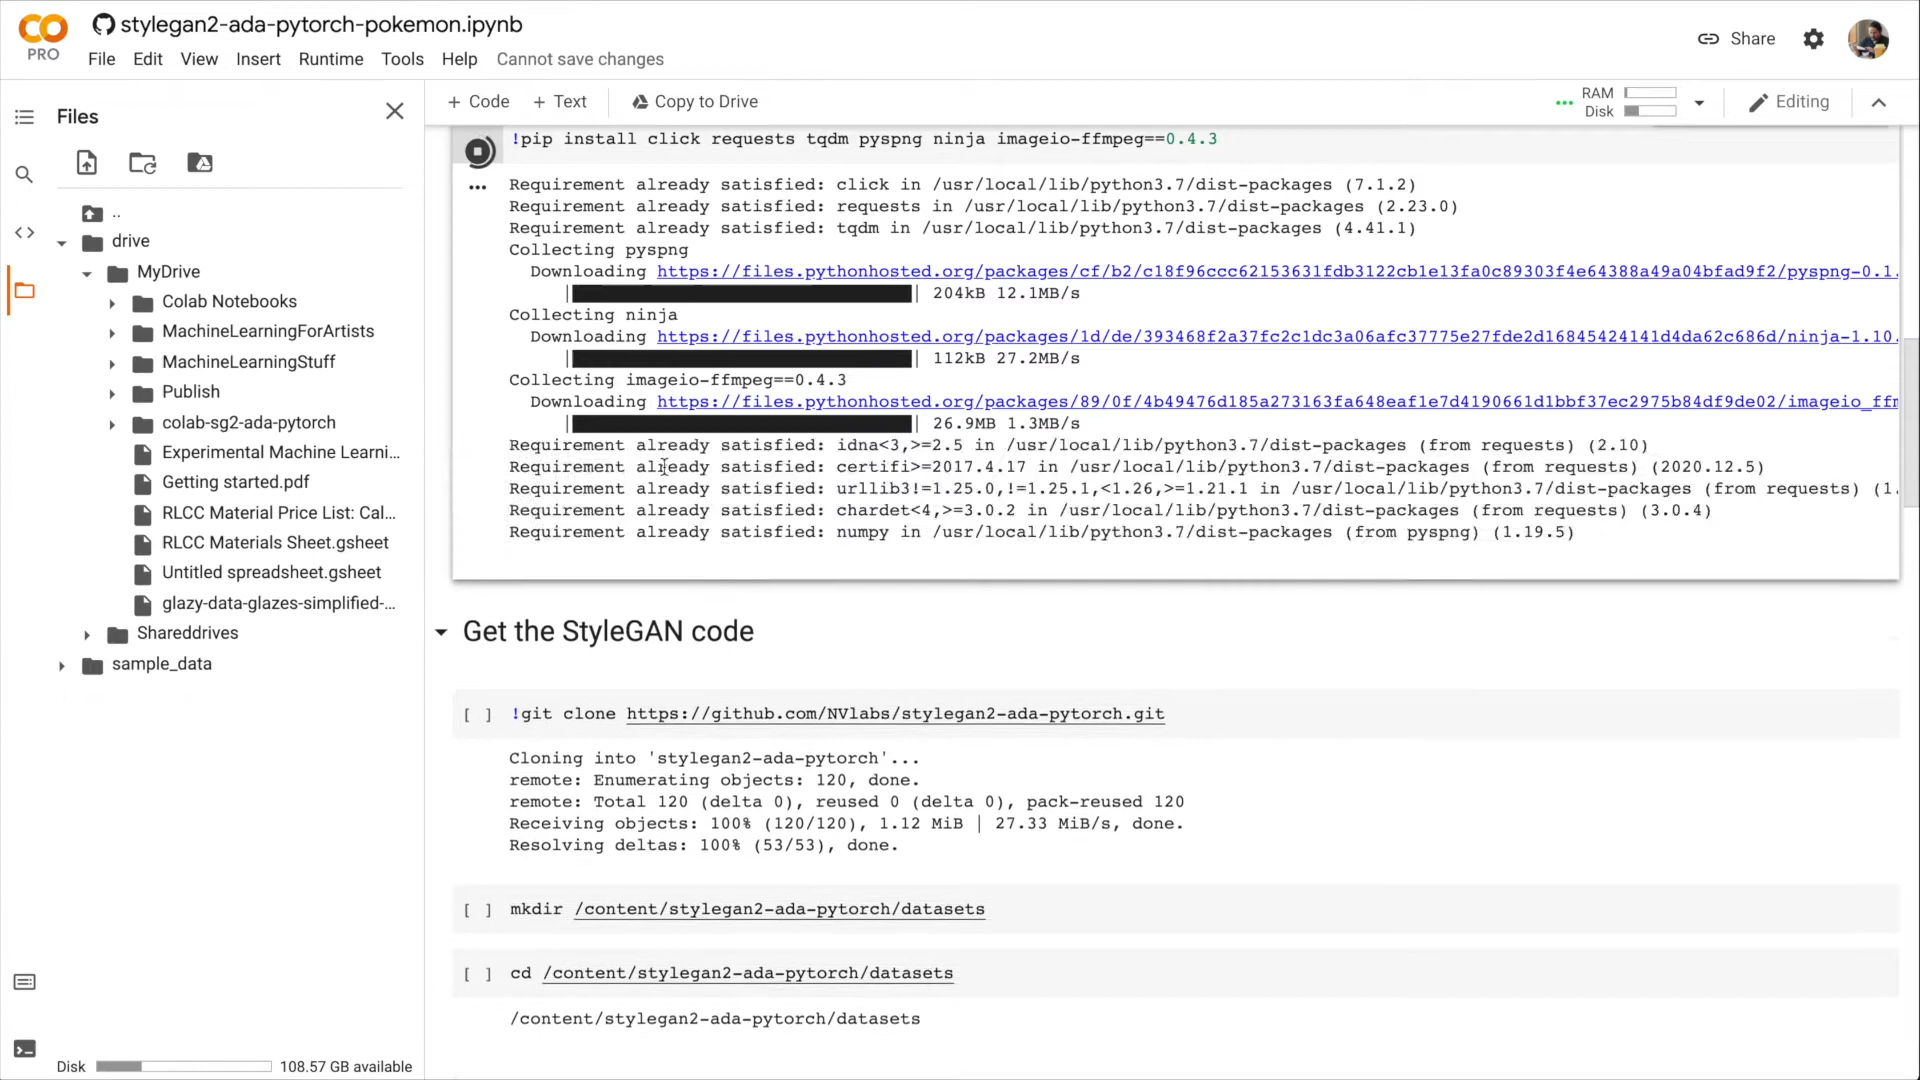 stylegan2-ada-pytorch-pokemon.ipynb
PRO
File Edit View Insert Runtime Tools Help Cannot save changes
Share
Files
+ Code + Text Copy to Drive
RAM
Disk
Editing
..
drive
MyDrive
Colab Notebooks
MachineLearningForArtists
MachineLearningStuff
Publish
colab-sg2-ada-pytorch
Experimental Machine Learni...
Getting started.pdf
RLCC Material Price List: Cal...
RLCC Materials Sheet.gsheet
Untitled spreadsheet.gsheet
glazy-data-glazes-simplified-...
Shareddrives
sample_data
Disk 108.57 GB available
!pip install click requests tqdm pyspng ninja imageio-ffmpeg==0.4.3
Requirement already satisfied: click in /usr/local/lib/python3.7/dist-packages (7.1.2)
Requirement already satisfied: requests in /usr/local/lib/python3.7/dist-packages (2.23.0)
Requirement already satisfied: tqdm in /usr/local/lib/python3.7/dist-packages (4.41.1)
Collecting pyspng
Downloading https://files.pythonhosted.org/packages/cf/b2/c18f96ccc62153631fdb3122cb1e13fa0c89303f4e64388a49a04bfad9f2/pyspng-0.1.
| | 204kB 12.1MB/s
Collecting ninja
Downloading https://files.pythonhosted.org/packages/1d/de/393468f2a37fc2c1dc3a06afc37775e27fde2d16845424141d4da62c686d/ninja-1.10.
| | 112kB 27.2MB/s
Collecting imageio-ffmpeg==0.4.3
Downloading https://files.pythonhosted.org/packages/89/0f/4b49476d185a273163fa648eaf1e7d4190661d1bbf37ec2975b84df9de02/imageio_ffm
| | 26.9MB 1.3MB/s
Requirement already satisfied: idna<3,>=2.5 in /usr/local/lib/python3.7/dist-packages (from requests) (2.10)
Requirement already satisfied: certifi>=2017.4.17 in /usr/local/lib/python3.7/dist-packages (from requests) (2020.12.5)
Requirement already satisfied: urllib3!=1.25.0,!=1.25.1,<1.26,>=1.21.1 in /usr/local/lib/python3.7/dist-packages (from requests) (1.
Requirement already satisfied: chardet<4,>=3.0.2 in /usr/local/lib/python3.7/dist-packages (from requests) (3.0.4)
Requirement already satisfied: numpy in /usr/local/lib/python3.7/dist-packages (from pyspng) (1.19.5)
Get the StyleGAN code
[ ] !git clone https://github.com/NVlabs/stylegan2-ada-pytorch.git
Cloning into 'stylegan2-ada-pytorch'...
remote: Enumerating objects: 120, done.
remote: Total 120 (delta 0), reused 0 (delta 0), pack-reused 120
Receiving objects: 100% (120/120), 1.12 MiB | 27.33 MiB/s, done.
Resolving deltas: 100% (53/53), done.
[ ] mkdir /content/stylegan2-ada-pytorch/datasets
[ ] cd /content/stylegan2-ada-pytorch/datasets
/content/stylegan2-ada-pytorch/datasets